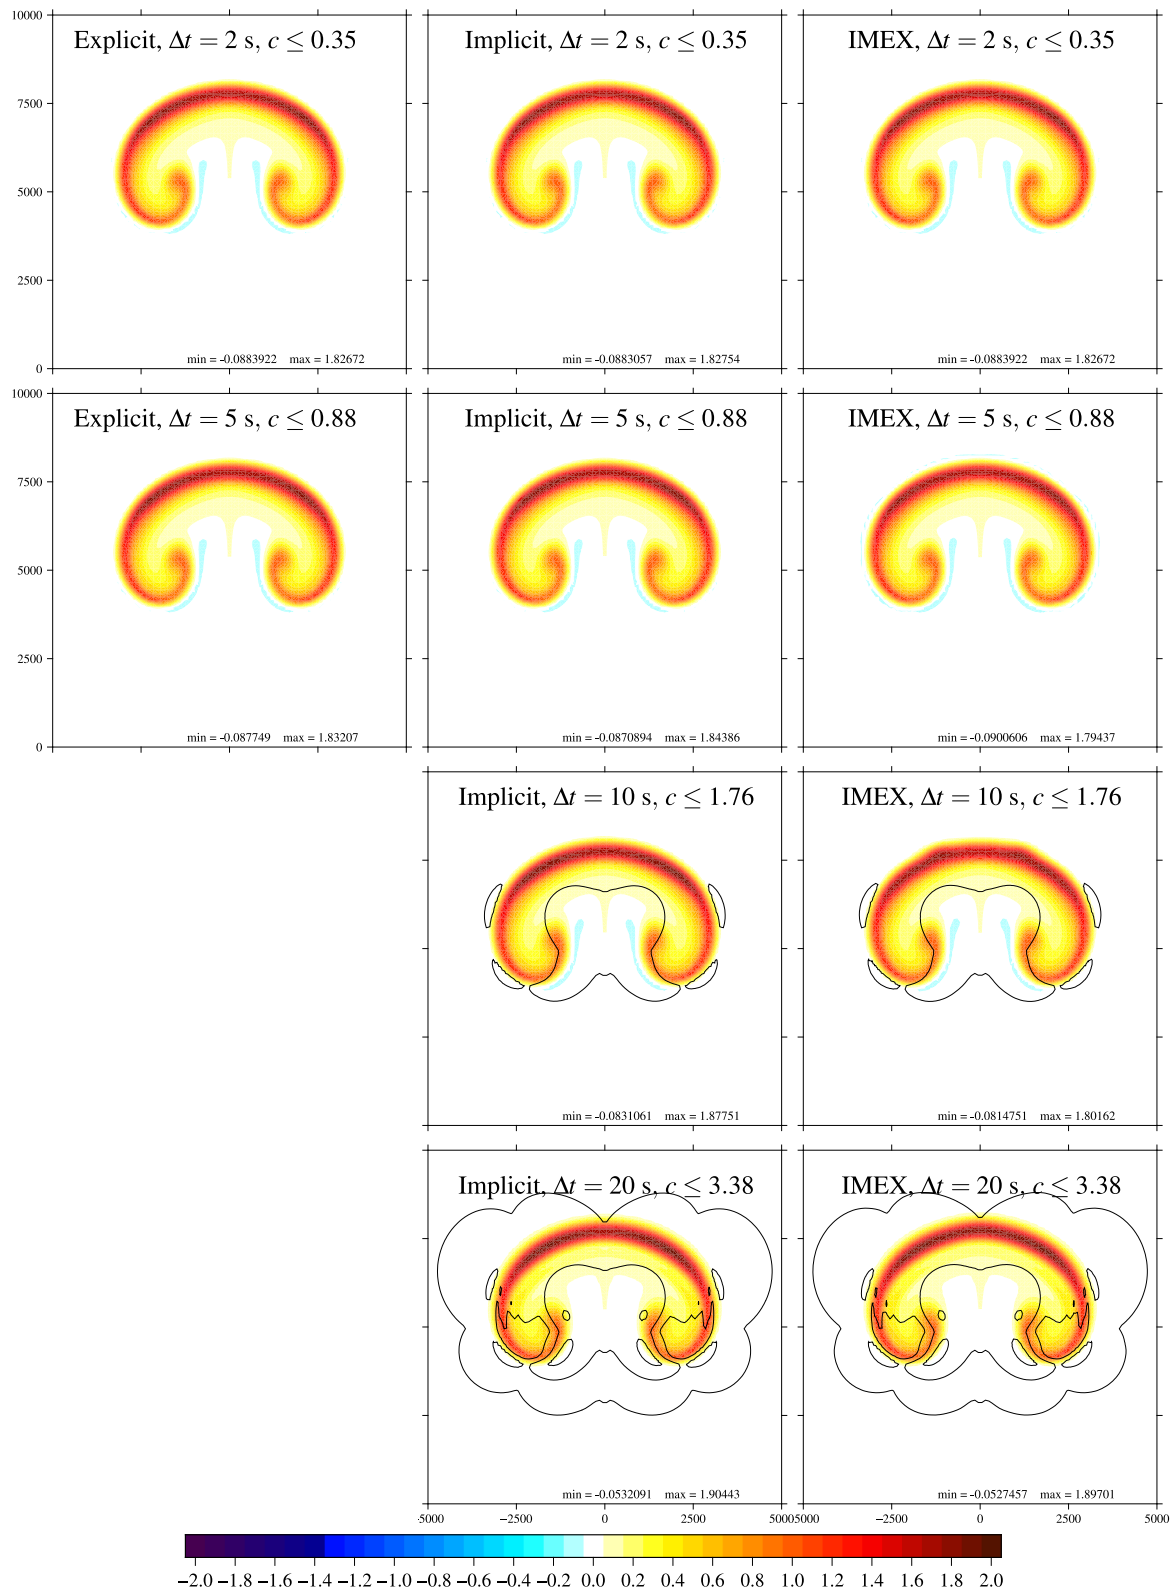 10000
7500
5000
2500
0
Explicit, Δt = 2 s, c ≤ 0.35
min = -0.0883922 max = 1.82672
Implicit, Δt = 2 s, c ≤ 0.35
min = -0.0883057 max = 1.82754
IMEX, Δt = 2 s, c ≤ 0.35
min = -0.0883922 max = 1.82672
10000
7500
5000
2500
0
Explicit, Δt = 5 s, c ≤ 0.88
min = -0.087749 max = 1.83207
Implicit, Δt = 5 s, c ≤ 0.88
min = -0.0870894 max = 1.84386
IMEX, Δt = 5 s, c ≤ 0.88
min = -0.0900606 max = 1.79437
Implicit, Δt = 10 s, c ≤ 1.76
min = -0.0831061 max = 1.87751
IMEX, Δt = 10 s, c ≤ 1.76
min = -0.0814751 max = 1.80162
Implicit, Δt = 20 s, c ≤ 3.38
min = -0.0532091 max = 1.90443
IMEX, Δt = 20 s, c ≤ 3.38
min = -0.0527457 max = 1.89701
-5000 −2500 0 2500 5000
-5000 −2500 0 2500 5000
−2.0 −1.8 −1.6 −1.4 −1.2 −1.0 −0.8 −0.6 −0.4 −0.2 0.0 0.2 0.4 0.6 0.8 1.0 1.2 1.4 1.6 1.8 2.0